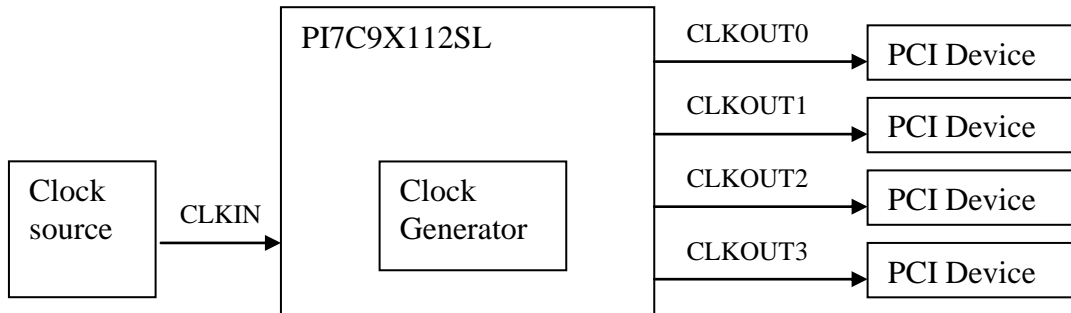 PI7C9X112SL
CLKOUT0
PCI Device
CLKOUT1
PCI Device
Clock
source
CLKIN
Clock
Generator
CLKOUT2
PCI Device
CLKOUT3
PCI Device